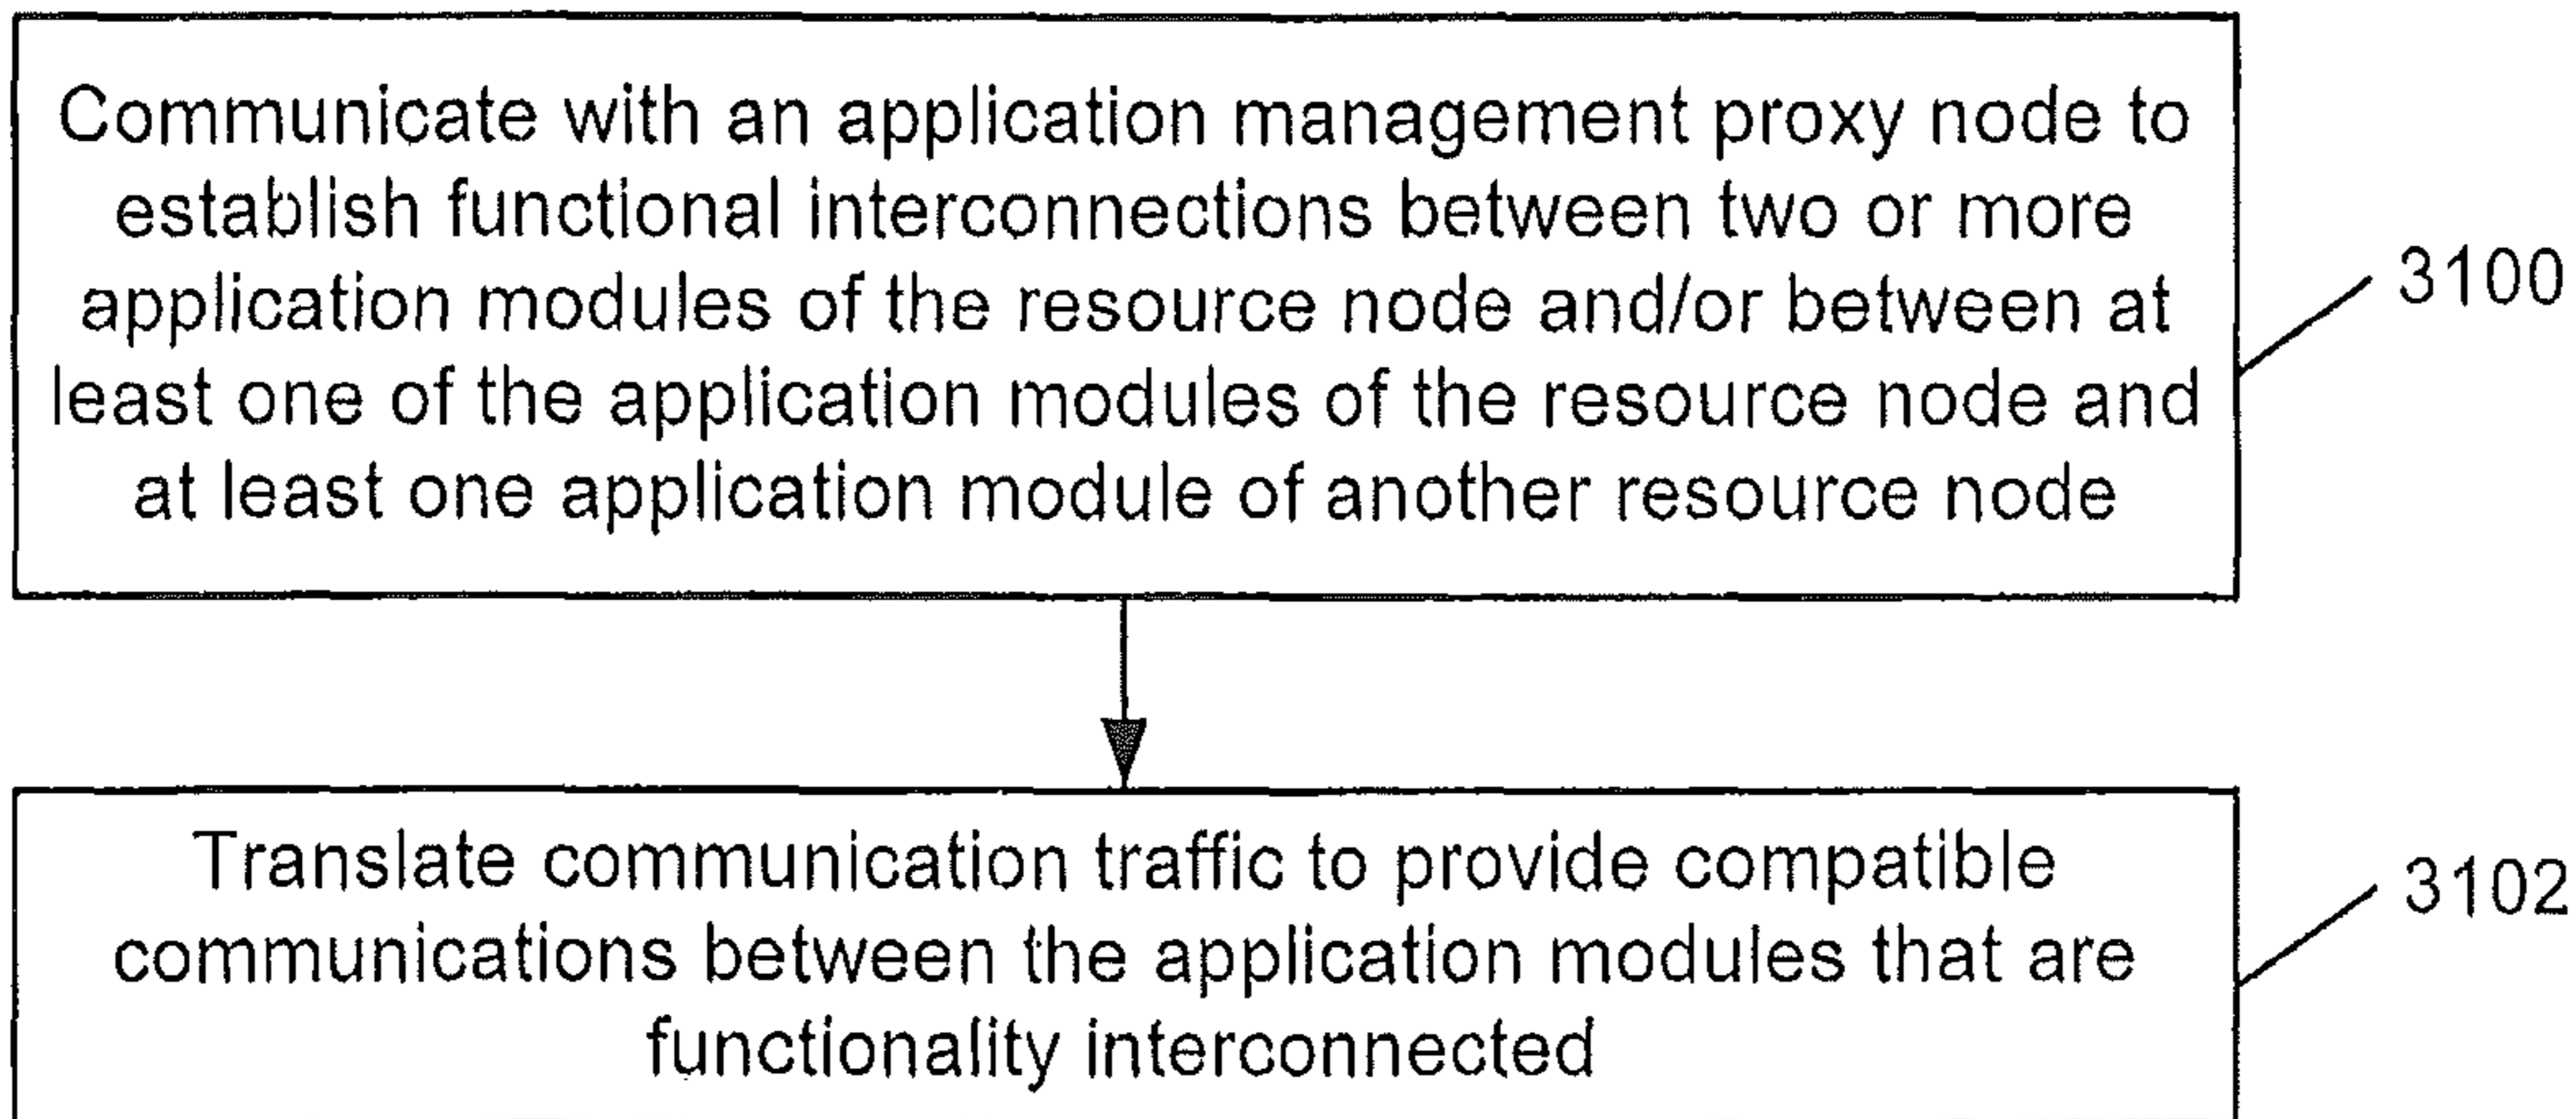 Communicate with an application management proxy node to
establish functional interconnections between two or more
application modules of the resource node and/or between at
least one of the application modules of the resource node and
at least one application module of another resource node
3100
Translate communication traffic to provide compatible
communications between the application modules that are
functionality interconnected
3102